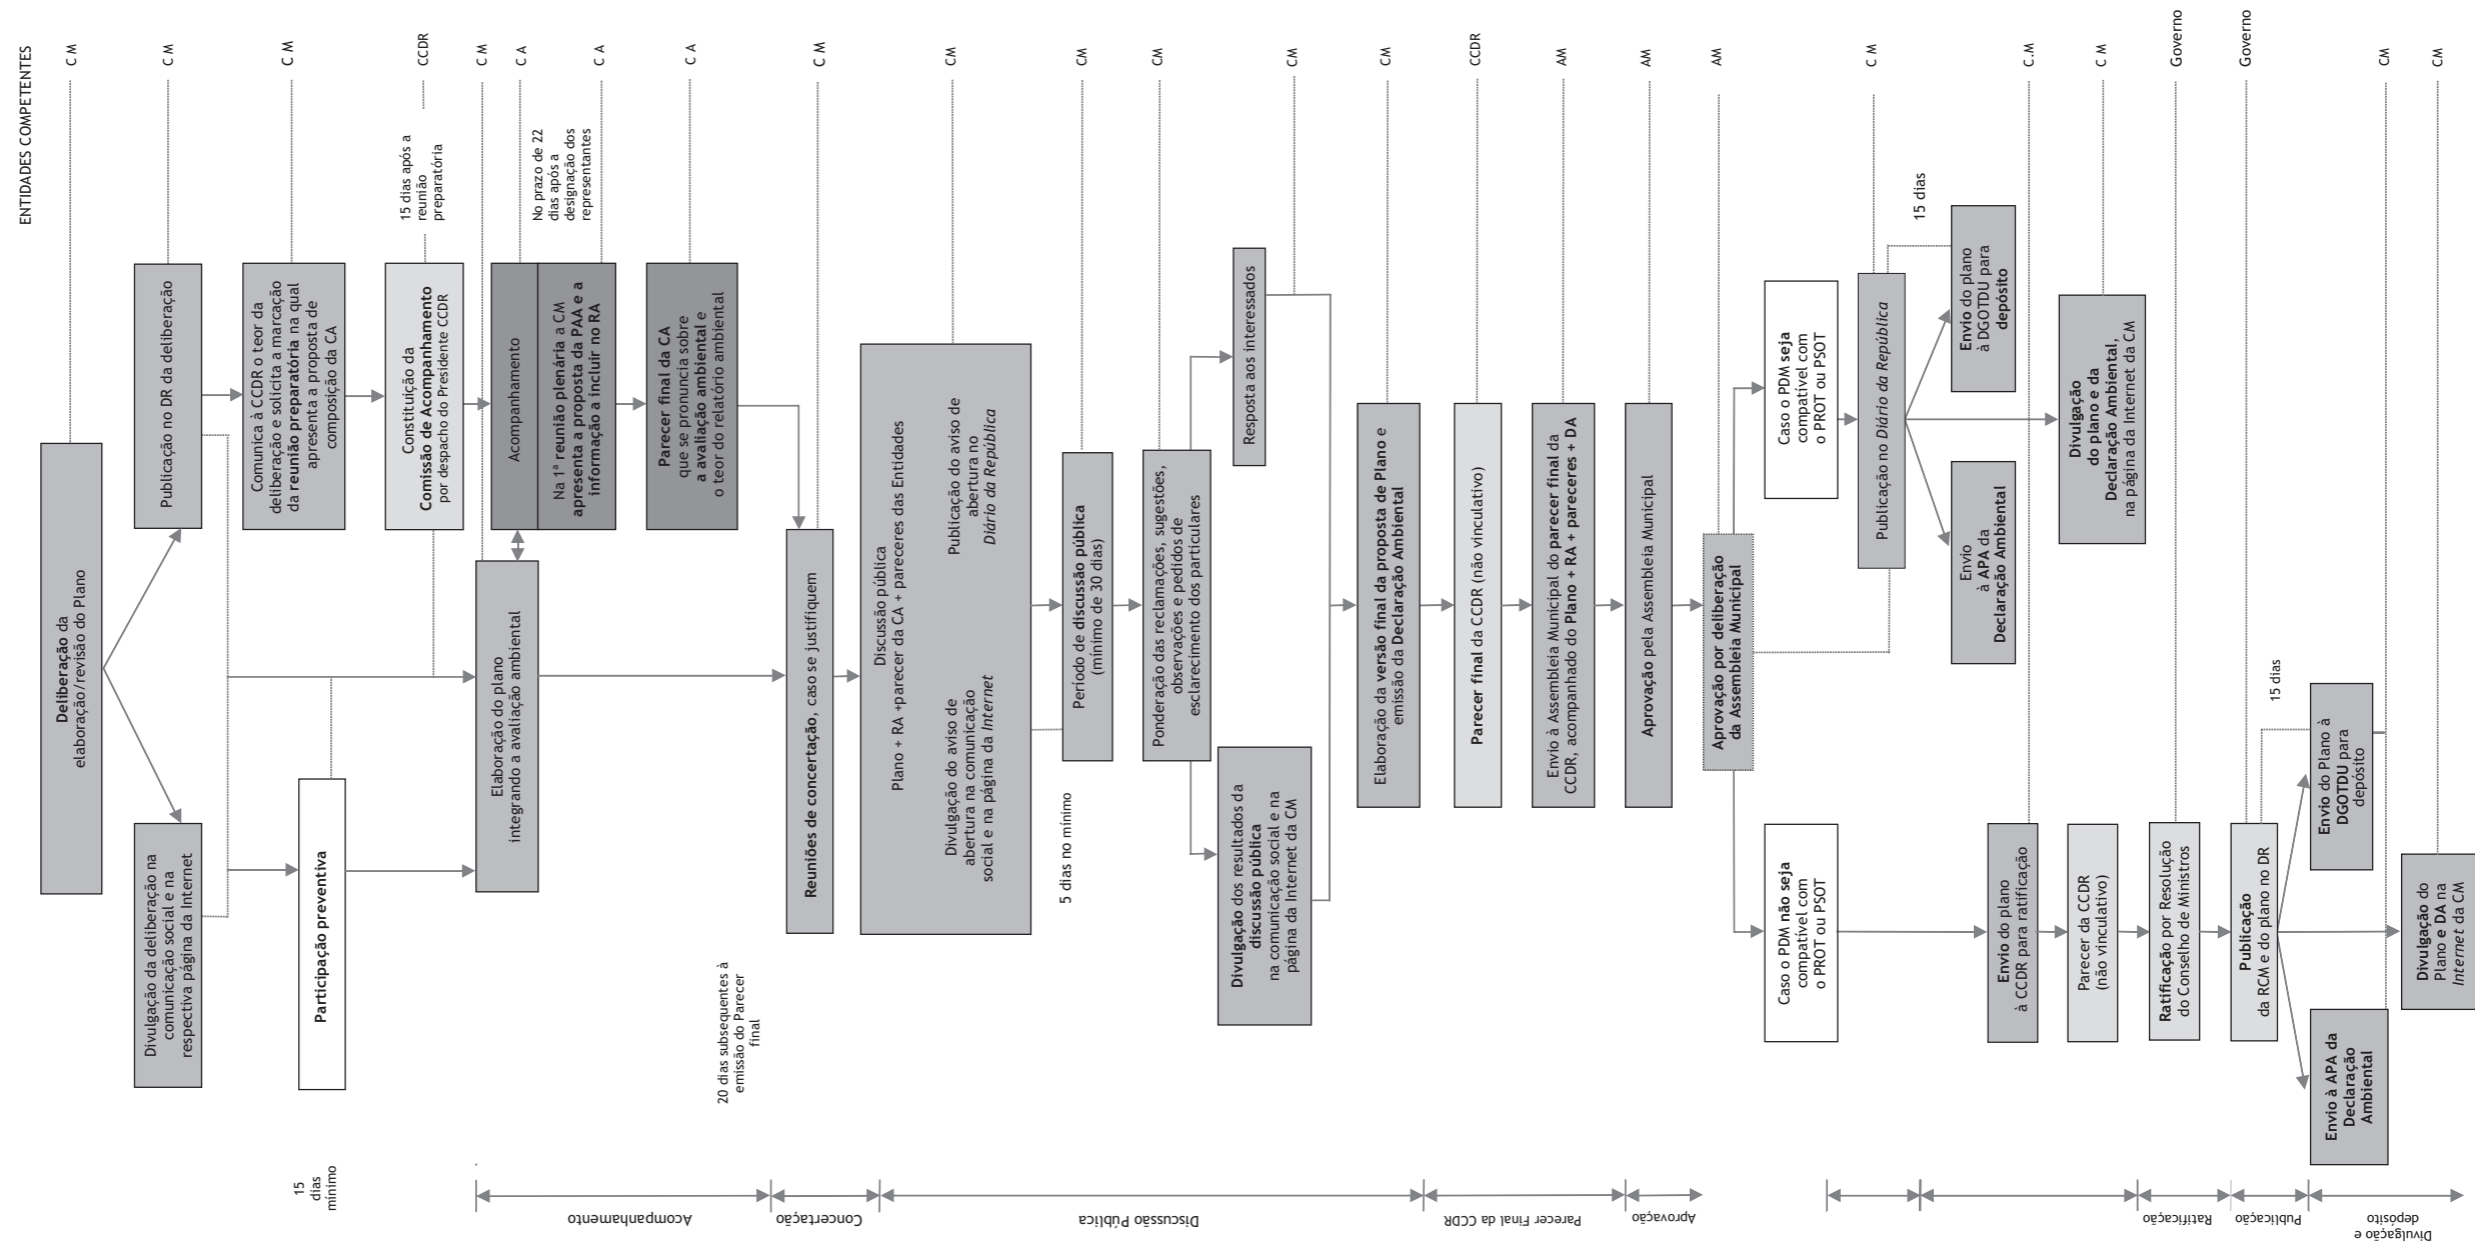 ENTIDADES COMPETENTES
Deliberação da
elaboração/revisão do Plano
C M
Divulgação da deliberação na
comunicação social e na
respectiva página da Internet
Publicação no DR da deliberação
C M
Comunica à CCDR o teor da
deliberação e solicita a marcação
da reunião preparatória na qual
apresenta a proposta de
composição da CA
C M
15
dias
mínimo
Participação preventiva
Constituição da
Comissão de Acompanhamento
por despacho do Presidente CCDR
15 dias após a
reunião
preparatória
CCDR
Acompanhamento
Elaboração do plano
integrando a avaliação ambiental
C M
Acompanhamento
C A
Na 1ª reunião plenária a CM
apresenta a proposta da PAA e a
informação a incluir no RA
No prazo de 22
dias após a
designação dos
representantes
C A
Parecer final da CA
que se pronuncia sobre
a avaliação ambiental e
o teor do relatório ambiental
C A
20 dias subsequentes à
emissão do Parecer
final
Concertação
Reuniões de concertação, caso se justifiquem
C M
Discussão Pública
Discussão pública
Plano + RA +parecer da CA + pareceres das Entidades
Divulgação do aviso de
abertura na comunicação
social e na página da Internet
Publicação do aviso de
abertura no
Diário da República
CM
5 dias no mínimo
Período de discussão pública
(mínimo de 30 dias)
CM
Ponderação das reclamações, sugestões,
observações e pedidos de
esclarecimento dos particulares
CM
Divulgação dos resultados da
discussão pública
na comunicação social e na
página da Internet da CM
Resposta aos interessados
CM
Elaboração da versão final da proposta de Plano e
emissão da Declaração Ambiental
CM
Parecer Final da CCDR
Parecer final da CCDR (não vinculativo)
CCDR
Envio à Assembleia Municipal do parecer final da
CCDR, acompanhado do Plano + RA + pareceres + DA
AM
Aprovação
Aprovação pela Assembleia Municipal
AM
Aprovação por deliberação
da Assembleia Municipal
AM
Caso o PDM não seja
compatível com
o PROT ou PSOT
Caso o PDM seja
compatível com
o PROT ou PSOT
Publicação no Diário da República
C M
15 dias
Envio
à APA da
Declaração Ambiental
Envio do plano
à DGOTDU para
depósito
Envio do plano
à CCDR para ratificação
C.M
Divulgação
do plano e da
Declaração Ambiental,
na página da Internet da CM
C M
Parecer da CCDR
(não vinculativo)
Ratificação
Ratificação por Resolução
do Conselho de Ministros
Governo
Publicação
Publicação
da RCM e do plano no DR
Governo
15 dias
Divulgação e
depósito
Envio à APA da
Declaração
Ambiental
Envio do Plano à
DGOTDU para
depósito
CM
Divulgação do
Plano e DA na
Internet da CM
CM